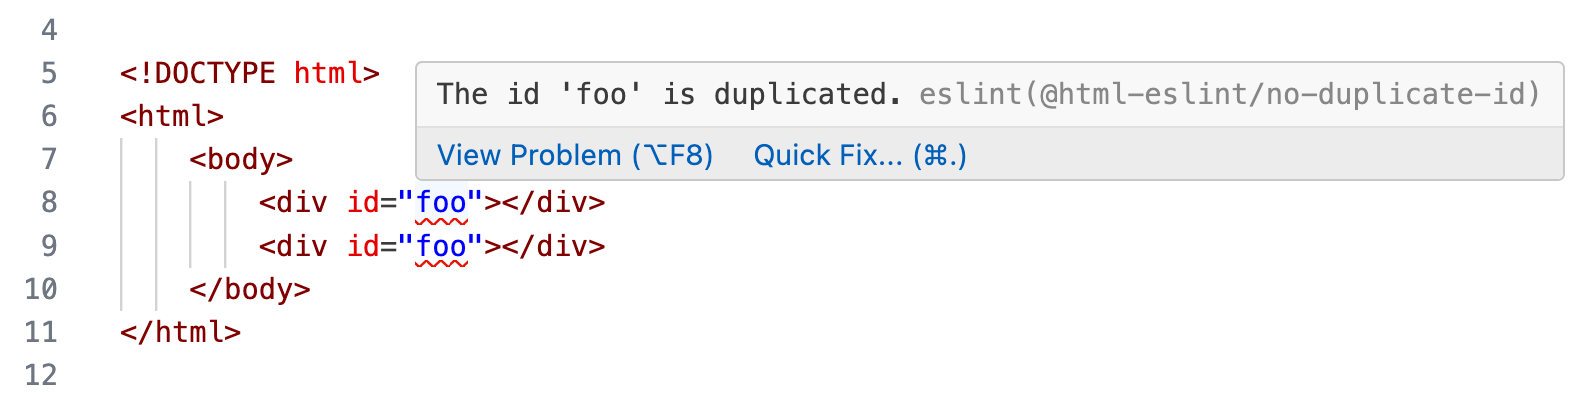 4
5 <!DOCTYPE html>
The id 'foo' is duplicated. eslint(@html-eslint/no-duplicate-id)
6 <html>
7 <body>
View Problem (⌥F8) Quick Fix... (⌘.)
8 <div id="foo"></div>
9 <div id="foo"></div>
10 </body>
11 </html>
12